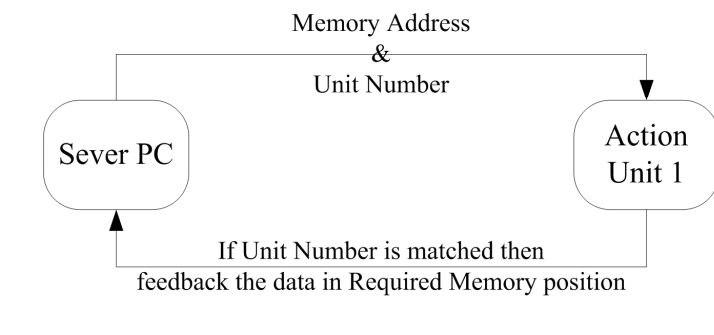 Memory Address
&
Unit Number
Sever PC
Action
Unit 1
If Unit Number is matched then
feedback the data in Required Memory position